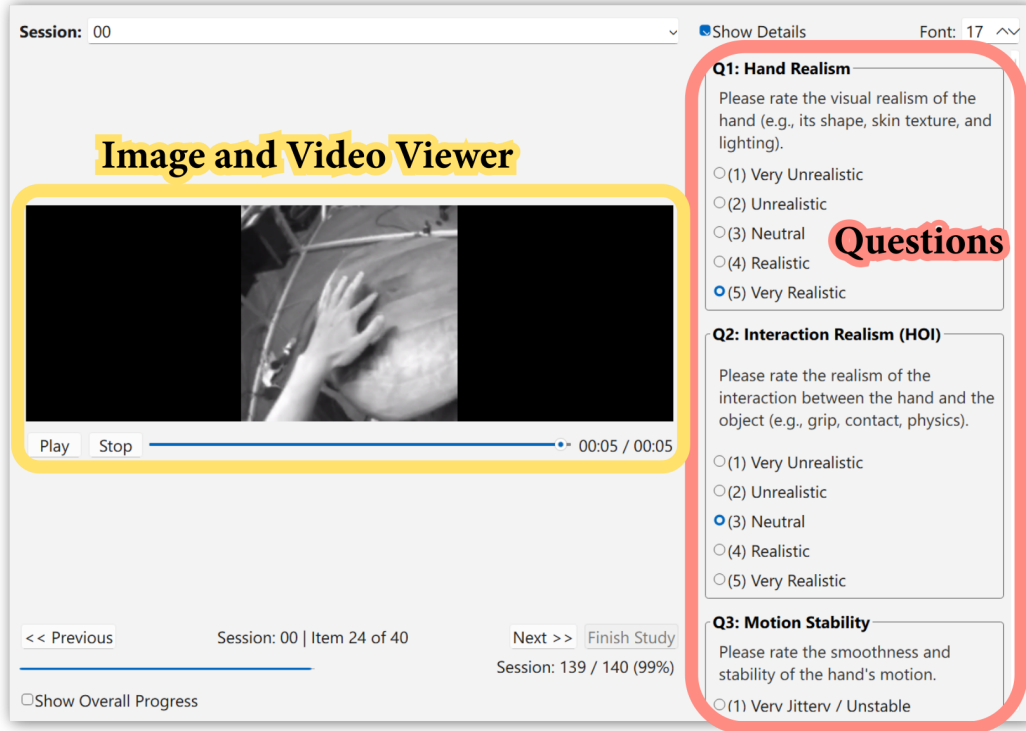 Session: 00
Show Details
Font: 17
Image and Video Viewer
Play
Stop
00:05 / 00:05
<< Previous
Session: 00 | Item 24 of 40
Next >>
Finish Study
Session: 139 / 140 (99%)
Show Overall Progress
Questions
Q1: Hand Realism
Please rate the visual realism of the
hand (e.g., its shape, skin texture, and
lighting).
(1) Very Unrealistic
(2) Unrealistic
(3) Neutral
(4) Realistic
(5) Very Realistic
Q2: Interaction Realism (HOI)
Please rate the realism of the
interaction between the hand and the
object (e.g., grip, contact, physics).
(1) Very Unrealistic
(2) Unrealistic
(3) Neutral
(4) Realistic
(5) Very Realistic
Q3: Motion Stability
Please rate the smoothness and
stability of the hand's motion.
(1) Very Jittery / Unstable